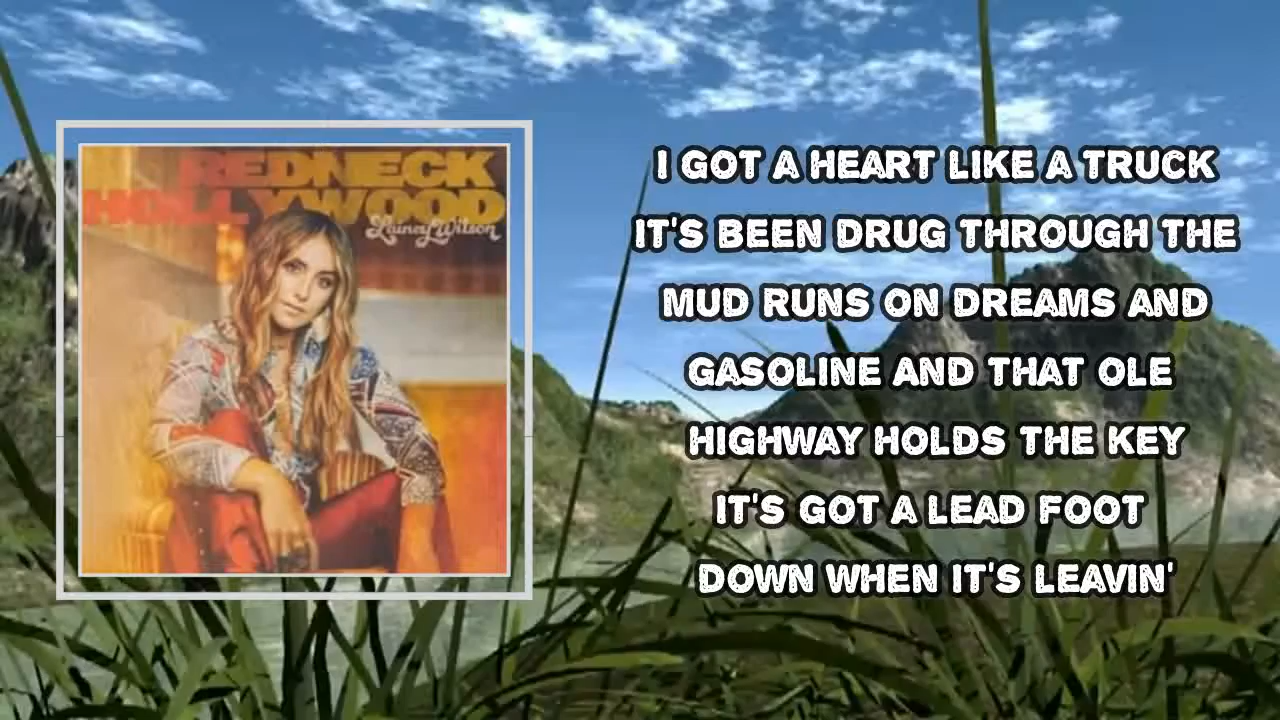 REDNECK
HOLLYWOOD
Lainey Wilson
I GOT A HEART LIKE A TRUCK
IT'S BEEN DRUG THROUGH THE
MUD RUNS ON DREAMS AND
GASOLINE AND THAT OLE
HIGHWAY HOLDS THE KEY
IT'S GOT A LEAD FOOT
DOWN WHEN IT'S LEAVIN'